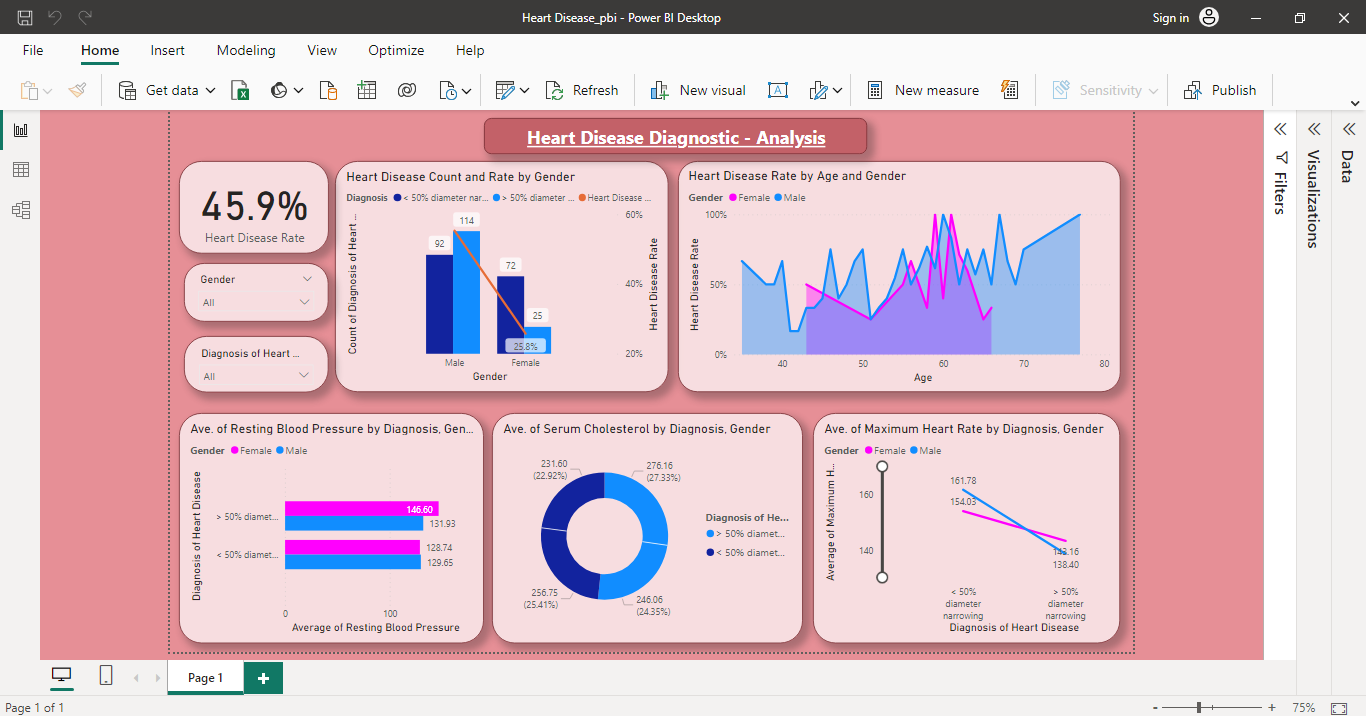 Heart Disease_pbi - Power BI Desktop
Sign in
File Home Insert Modeling View Optimize Help
Get data
Refresh
New visual
New measure
Sensitivity
Publish
Heart Disease Diagnostic - Analysis
45.9%
Heart Disease Rate
Gender
All
Diagnosis of Heart ...
All
Heart Disease Count and Rate by Gender
Diagnosis < 50% diameter nar... > 50% diameter ... Heart Disease ...
Count of Diagnosis of Heart ...
92
114
72
25
25.8%
60%
40%
20%
Heart Disease Rate
Male Female
Gender
Heart Disease Rate by Age and Gender
Gender Female Male
Heart Disease Rate
100%
50%
0%
40 50 60 70 80
Age
Ave. of Resting Blood Pressure by Diagnosis, Gen...
Gender Female Male
Diagnosis of Heart Disease
> 50% diamet...
146.60
131.93
< 50% diamet...
128.74
129.65
0 100
Average of Resting Blood Pressure
Ave. of Serum Cholesterol by Diagnosis, Gender
231.60
(22.92%)
276.16
(27.33%)
256.75
(25.41%)
246.06
(24.35%)
Diagnosis of He...
> 50% diamet...
< 50% diamet...
Ave. of Maximum Heart Rate by Diagnosis, Gender
Gender Female Male
Average of Maximum H...
160
140
161.78
154.03
143.16
138.40
< 50%
diameter
narrowing
> 50%
diameter
narrowing
Diagnosis of Heart Disease
Filters
Visualizations
Data
Page 1
Page 1 of 1
- + 75%